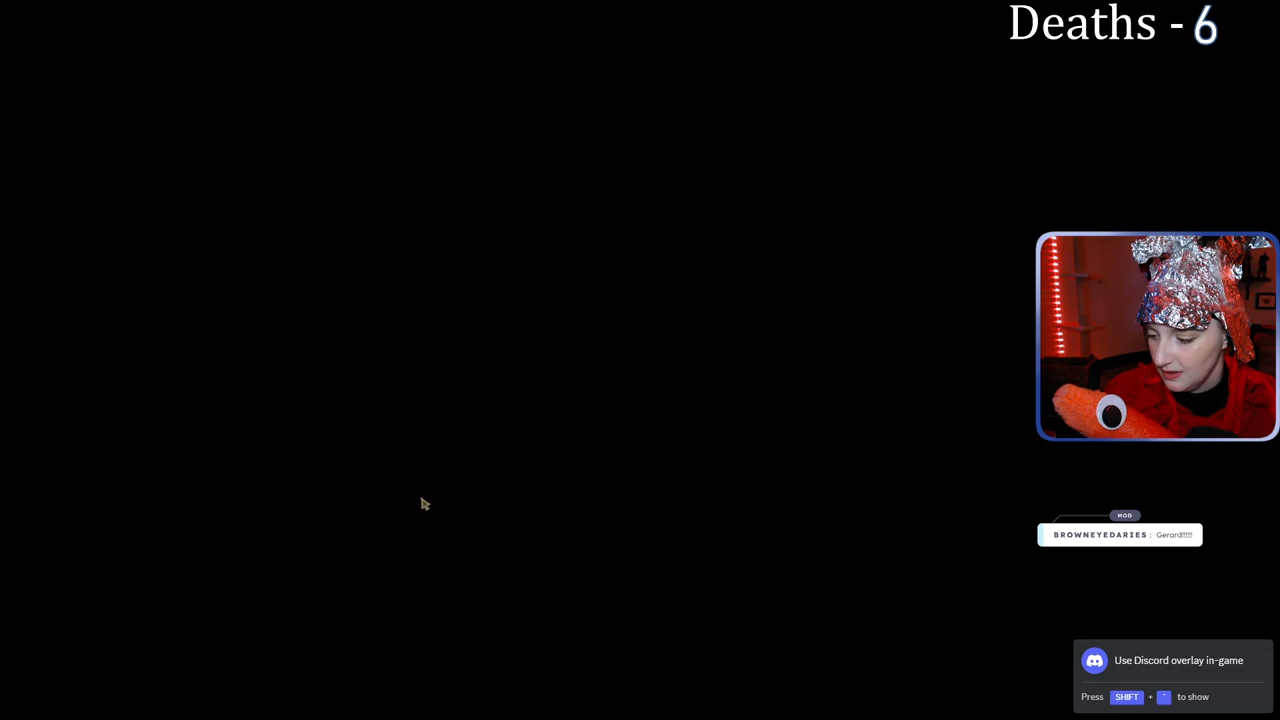 Deaths - 6
MOD
BROWNEYEDARIES : Gerard!!!!!
Use Discord overlay in-game
Press SHIFT + ` to show